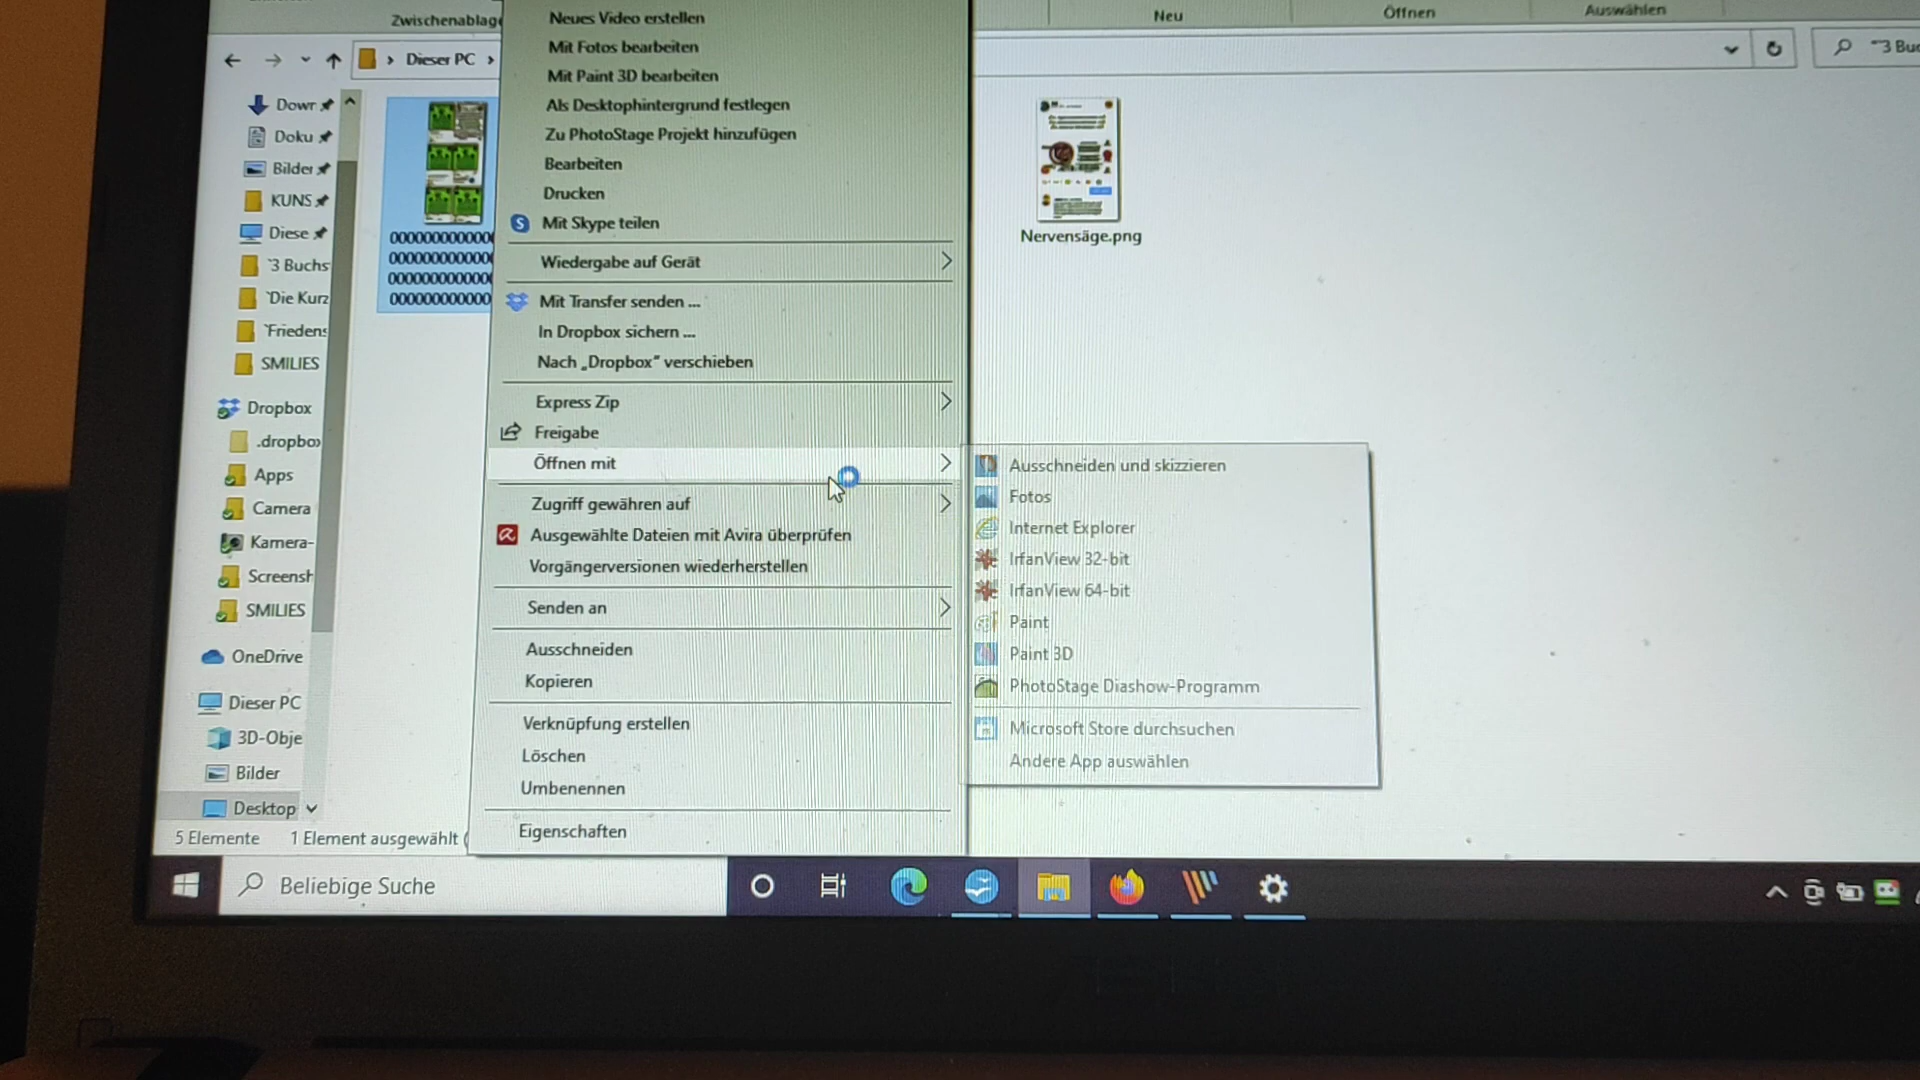 Zwischenablage
Neu
Öffnen
Auswählen
Dieser PC
3 Buc
Neues Video erstellen
Mit Fotos bearbeiten
Mit Paint 3D bearbeiten
Als Desktophintergrund festlegen
Zu PhotoStage Projekt hinzufügen
Bearbeiten
Drucken
Mit Skype teilen
Wiedergabe auf Gerät
Mit Transfer senden ...
In Dropbox sichern ...
Nach „Dropbox" verschieben
Express Zip
Freigabe
Öffnen mit
Zugriff gewähren auf
Ausgewählte Dateien mit Avira überprüfen
Vorgängerversionen wiederherstellen
Senden an
Ausschneiden
Kopieren
Verknüpfung erstellen
Löschen
Umbenennen
Eigenschaften
Dowr
Doku
Bilder
KUNS
Diese
`3 Buchs
`Die Kurz
`Friedens
SMILIES
Dropbox
.dropbox
Apps
Camera
Kamera-
Screensh
SMILIES
OneDrive
Dieser PC
3D-Obje
Bilder
Desktop
0000000000000
0000000000000
0000000000000
0000000000000
Nervensäge.png
Ausschneiden und skizzieren
Fotos
Internet Explorer
IrfanView 32-bit
IrfanView 64-bit
Paint
Paint 3D
PhotoStage Diashow-Programm
Microsoft Store durchsuchen
Andere App auswählen
5 Elemente
1 Element ausgewählt (
Beliebige Suche